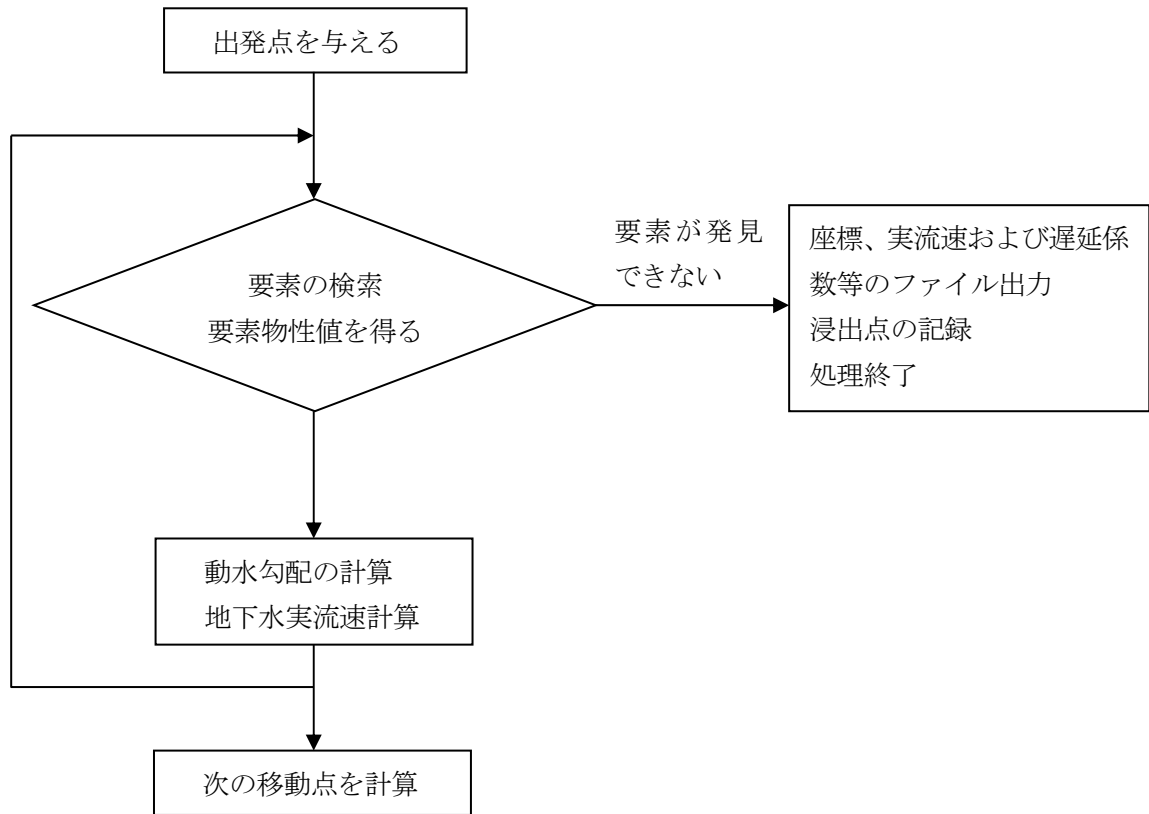 出発点を与える
要素の検索
要素物性値を得る
要素が発見
できない
座標、実流速および遅延係
数等のファイル出力
浸出点の記録
処理終了
動水勾配の計算
地下水実流速計算
次の移動点を計算